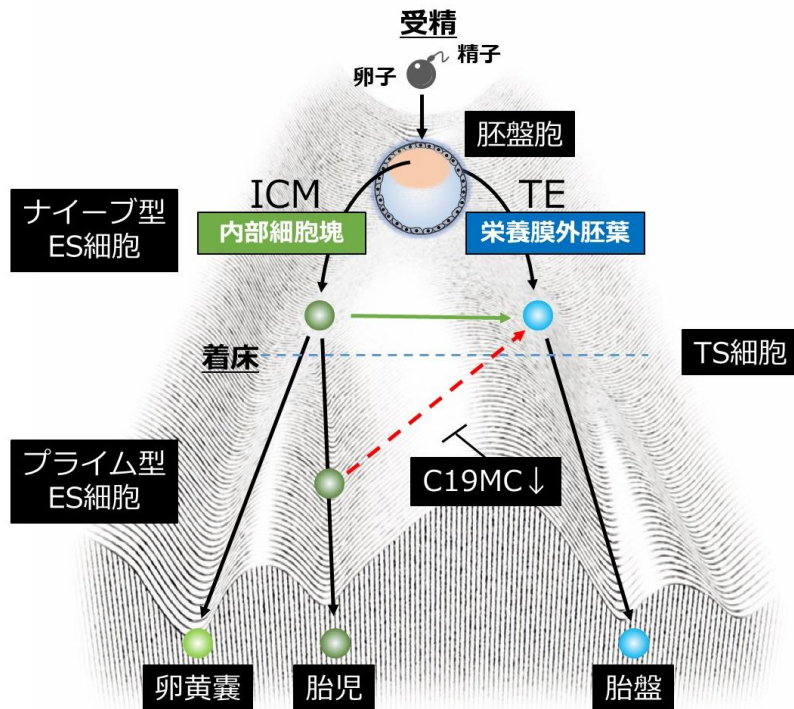 受精
精子
卵子
胚盤胞
ICM
TE
ナイーブ型
ES細胞
内部細胞塊
栄養膜外胚葉
着床
TS細胞
プライム型
ES細胞
C19MC↓
卵黄嚢
胎児
胎盤